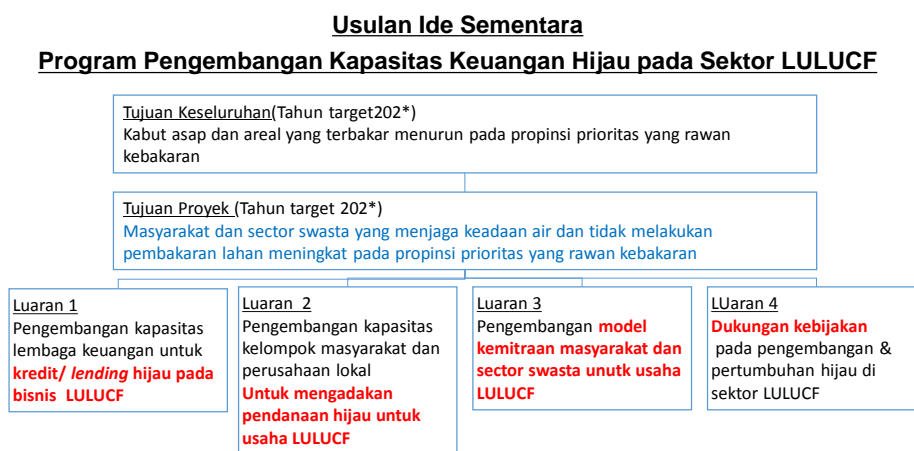 Usulan Ide Sementara
Program Pengembangan Kapasitas Keuangan Hijau pada Sektor LULUCF
Tujuan Keseluruhan(Tahun target202*)
Kabut asap dan areal yang terbakar menurun pada propinsi prioritas yang rawan
kebakaran
Tujuan Proyek (Tahun target 202*)
Masyarakat dan sector swasta yang menjaga keadaan air dan tidak melakukan
pembakaran lahan meningkat pada propinsi prioritas yang rawan kebakaran
Luaran 1
Pengembangan kapasitas
lembaga keuangan untuk
kredit/ lending hijau pada
bisnis LULUCF
Luaran 2
Pengembangan kapasitas
kelompok masyarakat dan
perusahaan lokal
Untuk mengadakan
pendanaan hijau untuk
usaha LULUCF
Luaran 3
Pengembangan model
kemitraan masyarakat dan
sector swasta unutk usaha
LULUCF
LUaran 4
Dukungan kebijakan
pada pengembangan &
pertumbuhan hijau di
sektor LULUCF